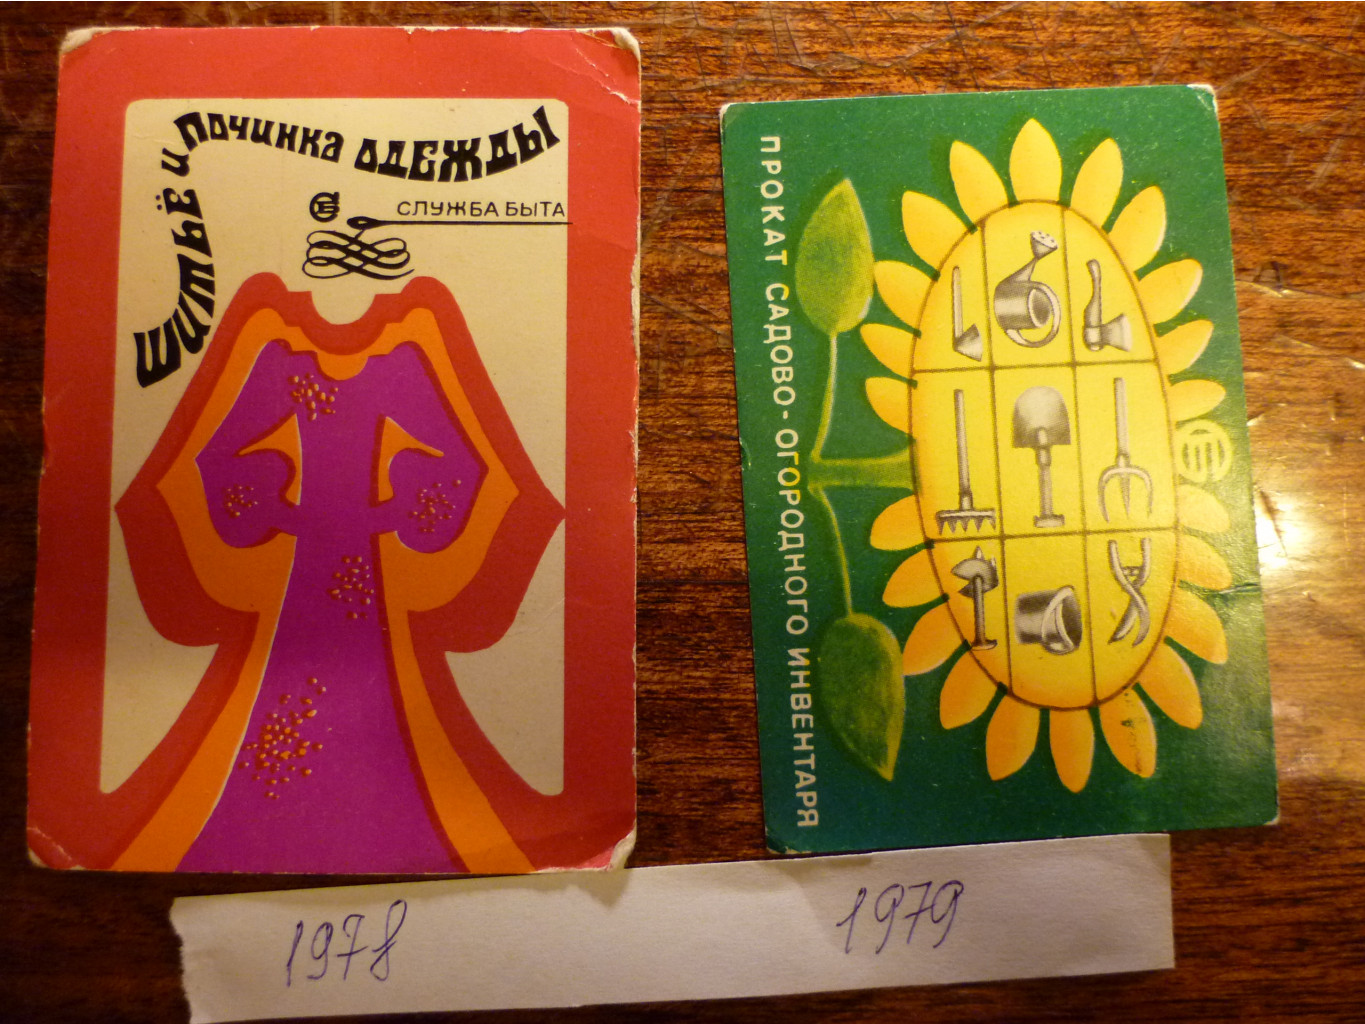 ШИТЬЁ И ПОЧИНКА ОДЕЖДЫ
СЛУЖБА БЫТА
ПРОКАТ САДОВО-ОГОРОДНОГО ИНВЕНТАРЯ
1978
1979